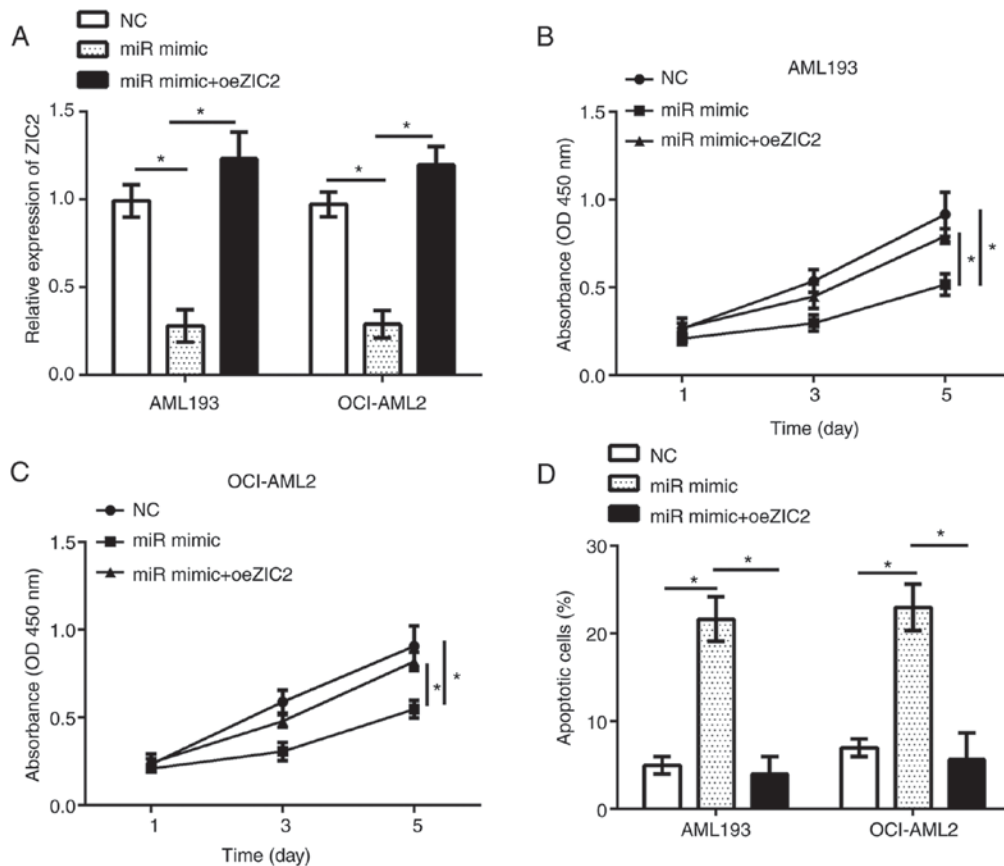 A
NC
miR mimic
miR mimic+oeZIC2
Relative expression of ZIC2
1.5
1.0
0.5
0.0
*
*
*
*
AML193
OCI-AML2
B
AML193
NC
miR mimic
miR mimic+oeZIC2
Absorbance (OD 450 nm)
1.5
1.0
0.5
0.0
*
*
1
3
5
Time (day)
C
OCI-AML2
NC
miR mimic
miR mimic+oeZIC2
Absorbance (OD 450 nm)
1.5
1.0
0.5
0.0
*
*
1
3
5
Time (day)
D
NC
miR mimic
miR mimic+oeZIC2
Apoptotic cells (%)
30
20
10
0
*
*
*
*
AML193
OCI-AML2